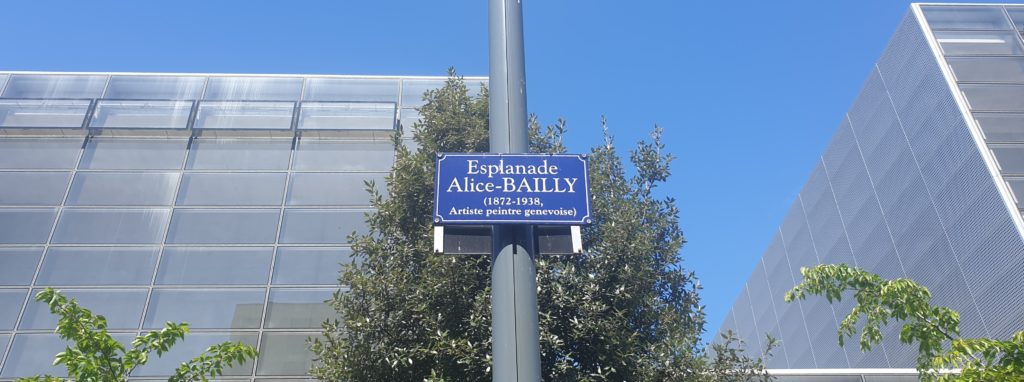 Esplanade
Alice-BAILLY
(1872-1938,
Artiste peintre genevoise)